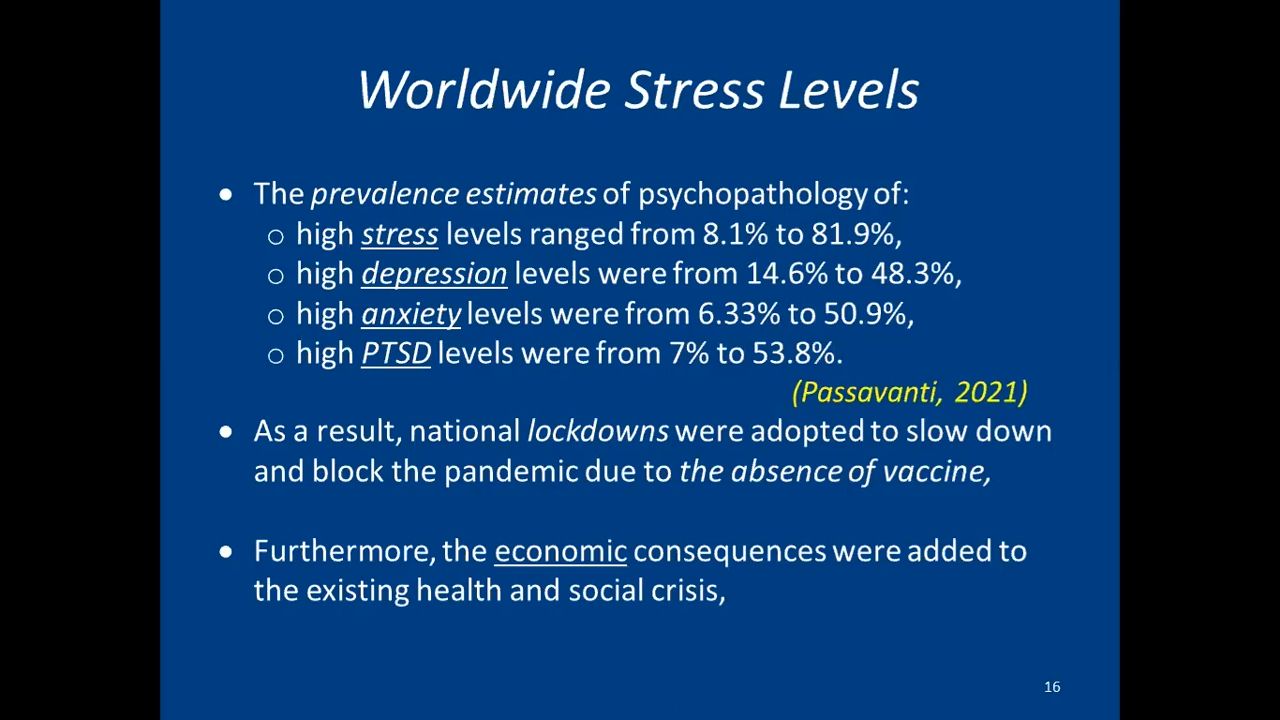 Worldwide Stress Levels
• The prevalence estimates of psychopathology of:
o high stress levels ranged from 8.1% to 81.9%,
o high depression levels were from 14.6% to 48.3%,
o high anxiety levels were from 6.33% to 50.9%,
o high PTSD levels were from 7% to 53.8%.
(Passavanti, 2021)
• As a result, national lockdowns were adopted to slow down
and block the pandemic due to the absence of vaccine,
• Furthermore, the economic consequences were added to
the existing health and social crisis,
16